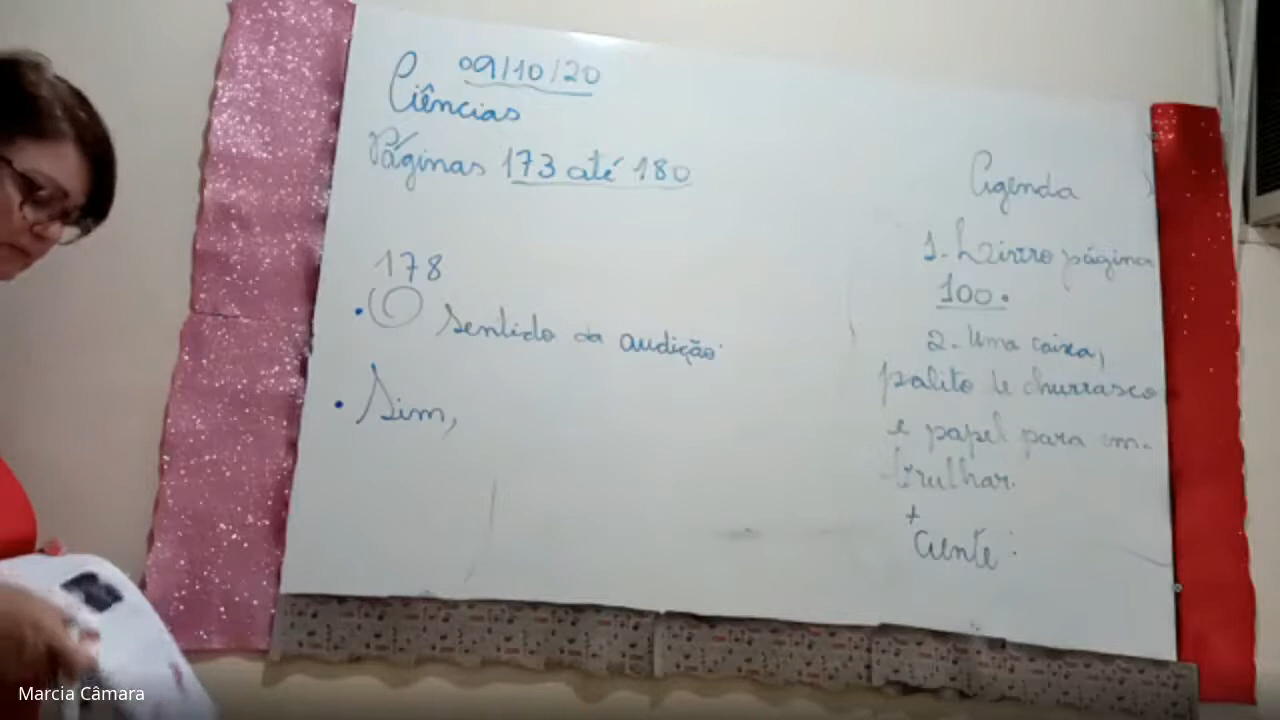 09/10/20
Ciências
Páginas 173 até 180
178
• O sentido da audição
• Sim,
Agenda
1. Livro página
100.
2. Uma caixa,
palito de churrasco
e papel para em-
brulhar.
+
Ciente:
Marcia Câmara